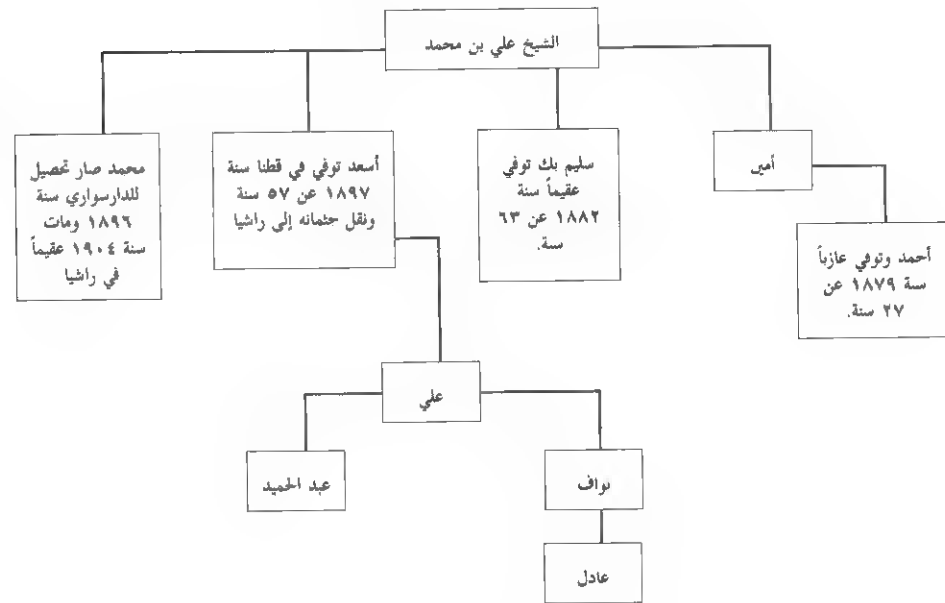 الشيخ علي بن محمد
أمين
سليم بك توفي
عقيماً سنة
١٨٨٢ عن ٦٣
سنة.
أسعد توفي في قطنا سنة
١٨٩٧ عن ٥٧ سنة
ونقل جثمانه إلى راشيا
محمد صار تحصيل
للدارسواري سنة
١٨٩٦ ومات
سنة ١٩٠٤ عقيماً
في راشيا
أحمد وتوفي عازباً
سنة ١٨٧٩ عن
٢٧ سنة.
علي
نواف
عبد الحميد
عادل